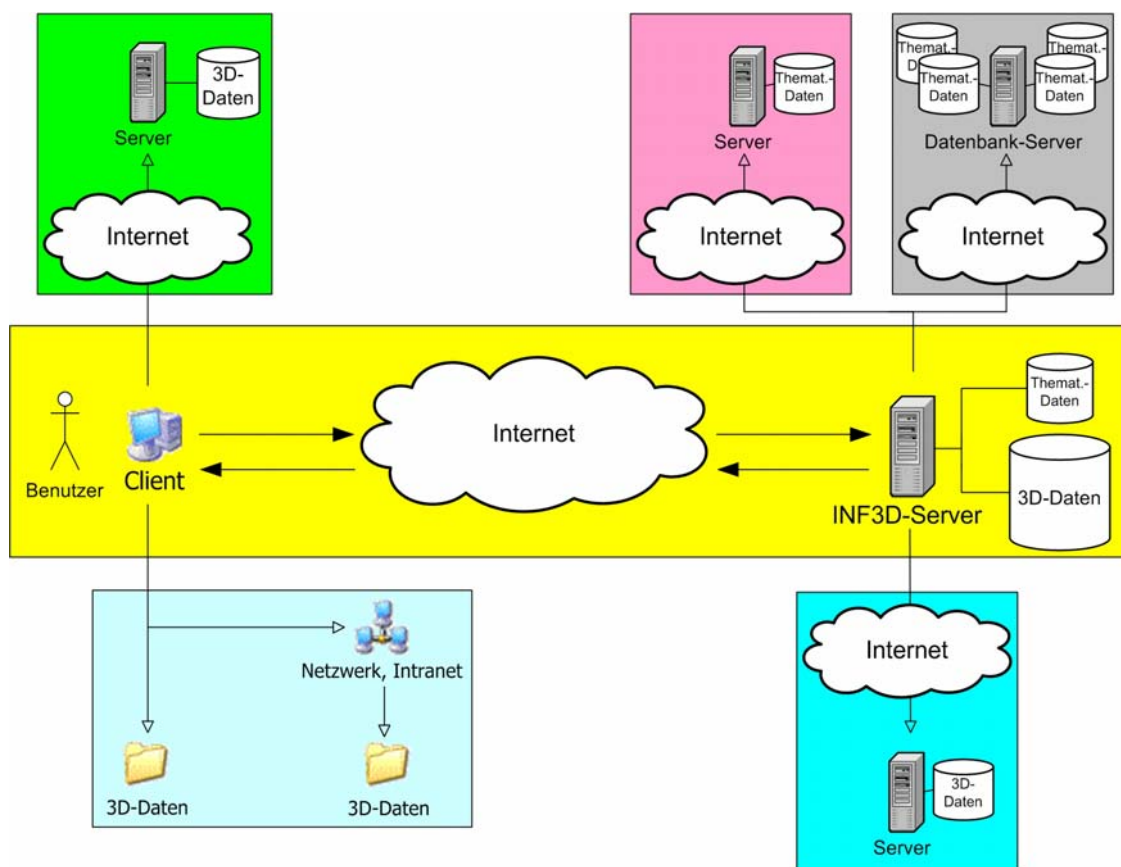 3D-
Daten
Server
Internet
Themat.-
Daten
Server
Internet
Themat.-
Themat.-
Themat.-
Daten
Themat.-
Daten
Datenbank-Server
Internet
Benutzer
Client
Internet
INF3D-Server
Themat.-
Daten
3D-Daten
Netzwerk, Intranet
3D-Daten
3D-Daten
Internet
Server
3D-
Daten